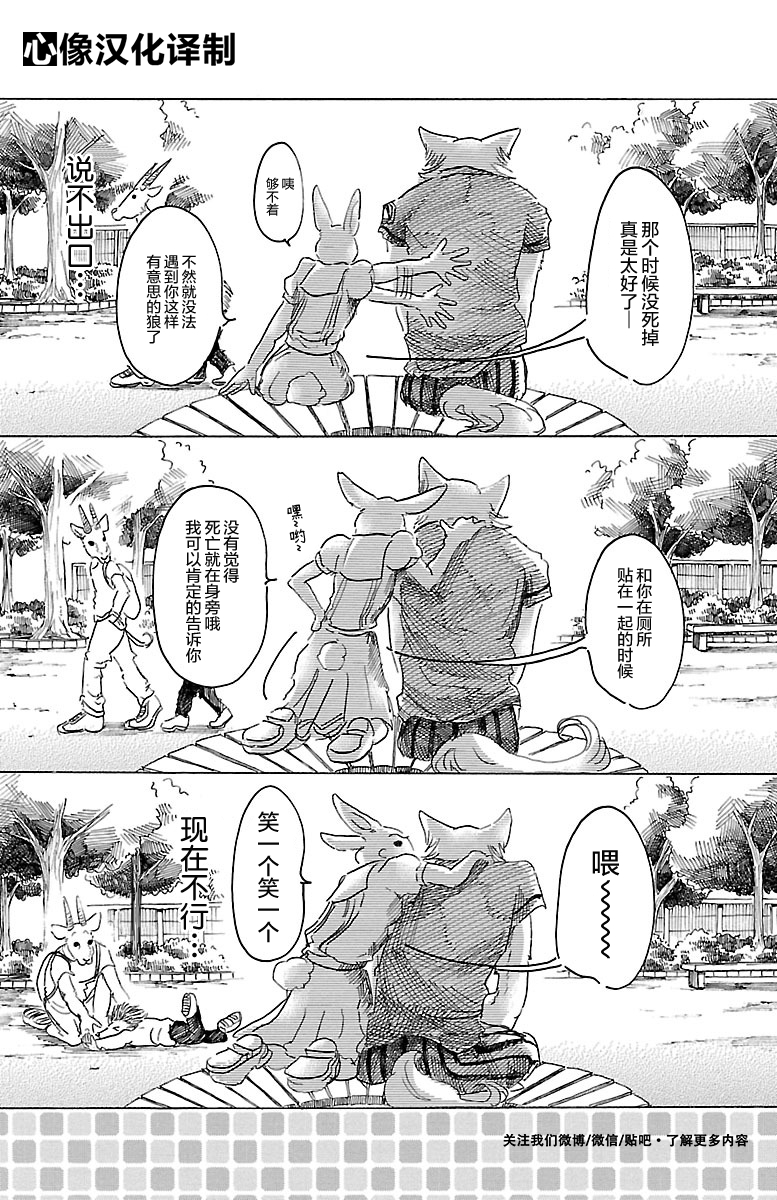 心像汉化译制
那个时候没死掉
真是太好了—
咦
够不着
不然就没法
遇到你这样
有意思的狼了
说不出口…
和你在厕所
贴在一起的时候
嘿~哟~
没有觉得
死亡就在身旁哦
我可以肯定的告诉你
喂~~~~
笑一个笑一个
现在不行…
关注我们微博/微信/贴吧·了解更多内容